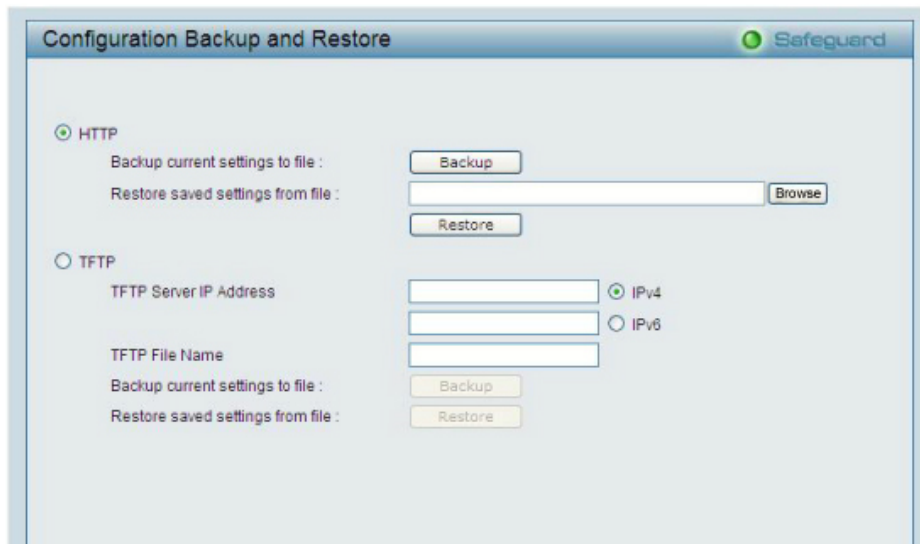 Configuration Backup and Restore
Safeguard
HTTP
Backup current settings to file : Backup
Restore saved settings from file : Browse
Restore
TFTP
TFTP Server IP Address IPv4
IPv6
TFTP File Name
Backup current settings to file : Backup
Restore saved settings from file : Restore